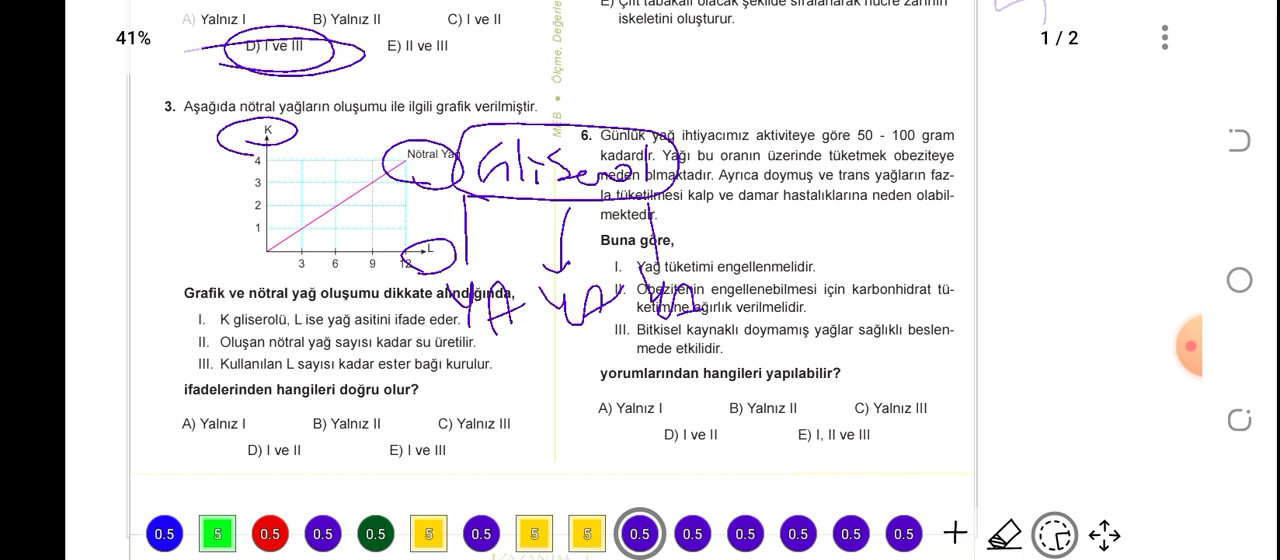 A) Yalnız I B) Yalnız II C) I ve II
D) I ve III E) II ve III
41%
3. Aşağıda nötral yağların oluşumu ile ilgili grafik verilmiştir.
K
Nötral Yağ
4
3
2
1
L
3 6 9 12
Gliserol
YA YA YA
Grafik ve nötral yağ oluşumu dikkate alındığında,
I. K gliserolü, L ise yağ asitini ifade eder.
II. Oluşan nötral yağ sayısı kadar su üretilir.
III. Kullanılan L sayısı kadar ester bağı kurulur.
ifadelerinden hangileri doğru olur?
A) Yalnız I B) Yalnız II C) Yalnız III
D) I ve II E) I ve III
MEB • Ölçme, Değerle
E) Çift tabakalı olacak şekilde sıralanarak hücre zarının
iskeletini oluşturur.
1 / 2
6. Günlük yağ ihtiyacımız aktiviteye göre 50 - 100 gram
kadardır. Yağı bu oranın üzerinde tüketmek obeziteye
neden olmaktadır. Ayrıca doymuş ve trans yağların faz-
la tüketilmesi kalp ve damar hastalıklarına neden olabil-
mektedir.
Buna göre,
I. Yağ tüketimi engellenmelidir.
II. Obezitenin engellenebilmesi için karbonhidrat tü-
ketimine ağırlık verilmelidir.
III. Bitkisel kaynaklı doymamış yağlar sağlıklı beslen-
mede etkilidir.
yorumlarından hangileri yapılabilir?
A) Yalnız I B) Yalnız II C) Yalnız III
D) I ve II E) I, II ve III
0.5 5 0.5 0.5 0.5 5 0.5 5 5 0.5 0.5 0.5 0.5 0.5 0.5